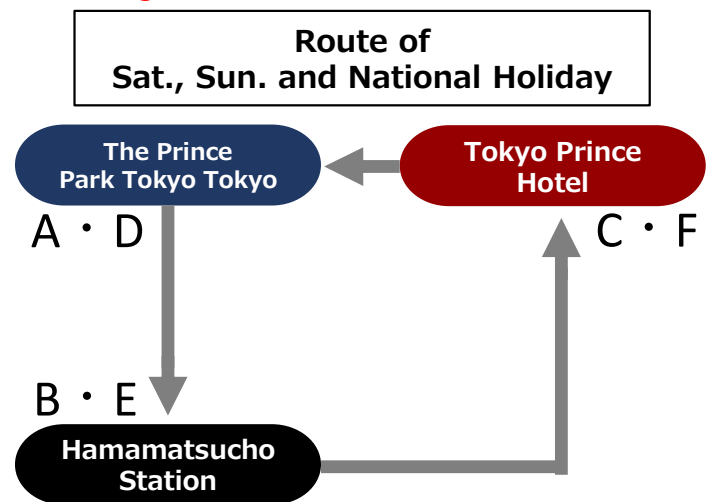 Route of
Sat., Sun. and National Holiday
The Prince
Park Tokyo Tokyo
Tokyo Prince
Hotel
A・D
C・F
B・E
Hamamatsucho
Station